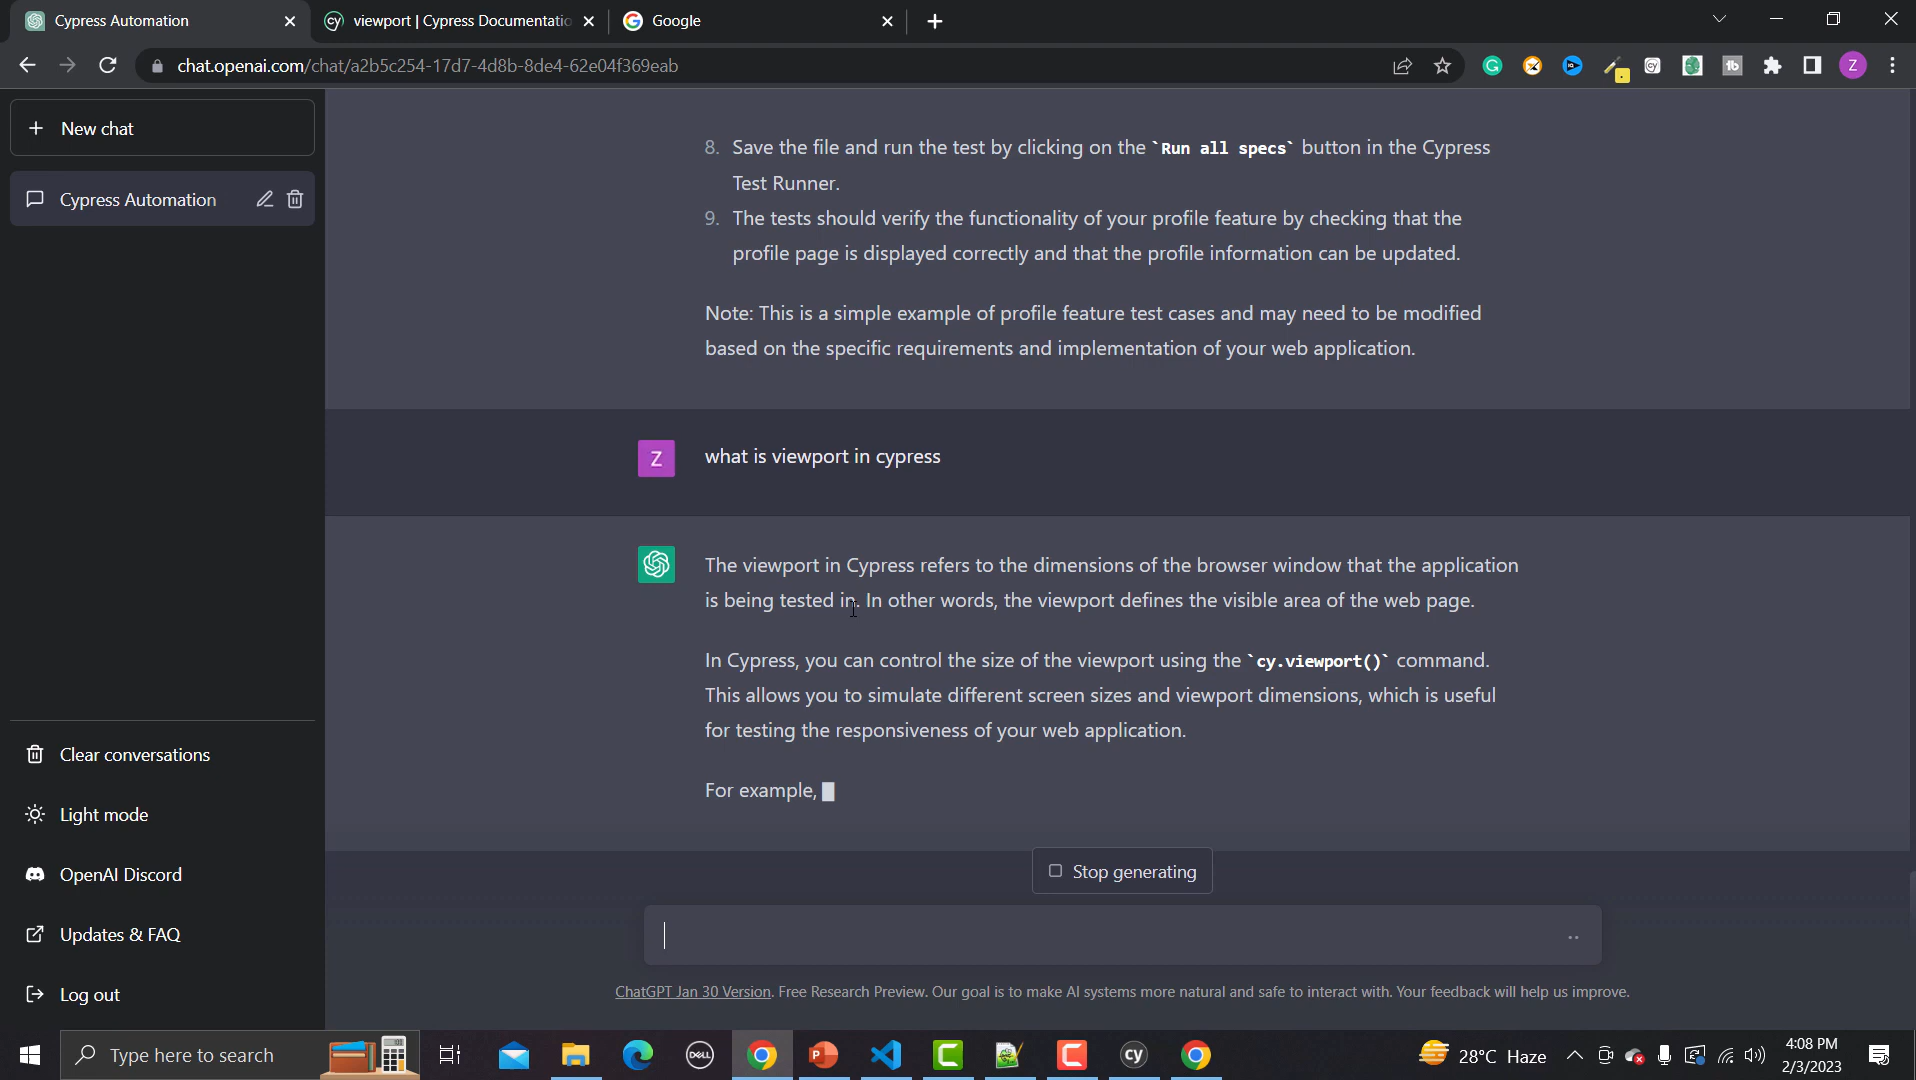 Cypress Automation
viewport | Cypress Documentatio
Google
chat.openai.com/chat/a2b5c254-17d7-4d8b-8de4-62e04f369eab
Z
New chat
Cypress Automation
8. Save the file and run the test by clicking on the `Run all specs` button in the Cypress
Test Runner.
9. The tests should verify the functionality of your profile feature by checking that the
profile page is displayed correctly and that the profile information can be updated.
Note: This is a simple example of profile feature test cases and may need to be modified
based on the specific requirements and implementation of your web application.
Z
what is viewport in cypress
The viewport in Cypress refers to the dimensions of the browser window that the application
is being tested in. In other words, the viewport defines the visible area of the web page.
In Cypress, you can control the size of the viewport using the `cy.viewport()` command.
This allows you to simulate different screen sizes and viewport dimensions, which is useful
for testing the responsiveness of your web application.
For example,
Stop generating
Clear conversations
Light mode
OpenAI Discord
Updates & FAQ
Log out
ChatGPT Jan 30 Version. Free Research Preview. Our goal is to make AI systems more natural and safe to interact with. Your feedback will help us improve.
Type here to search
DELL
cy
28°C Haze
4:08 PM
2/3/2023